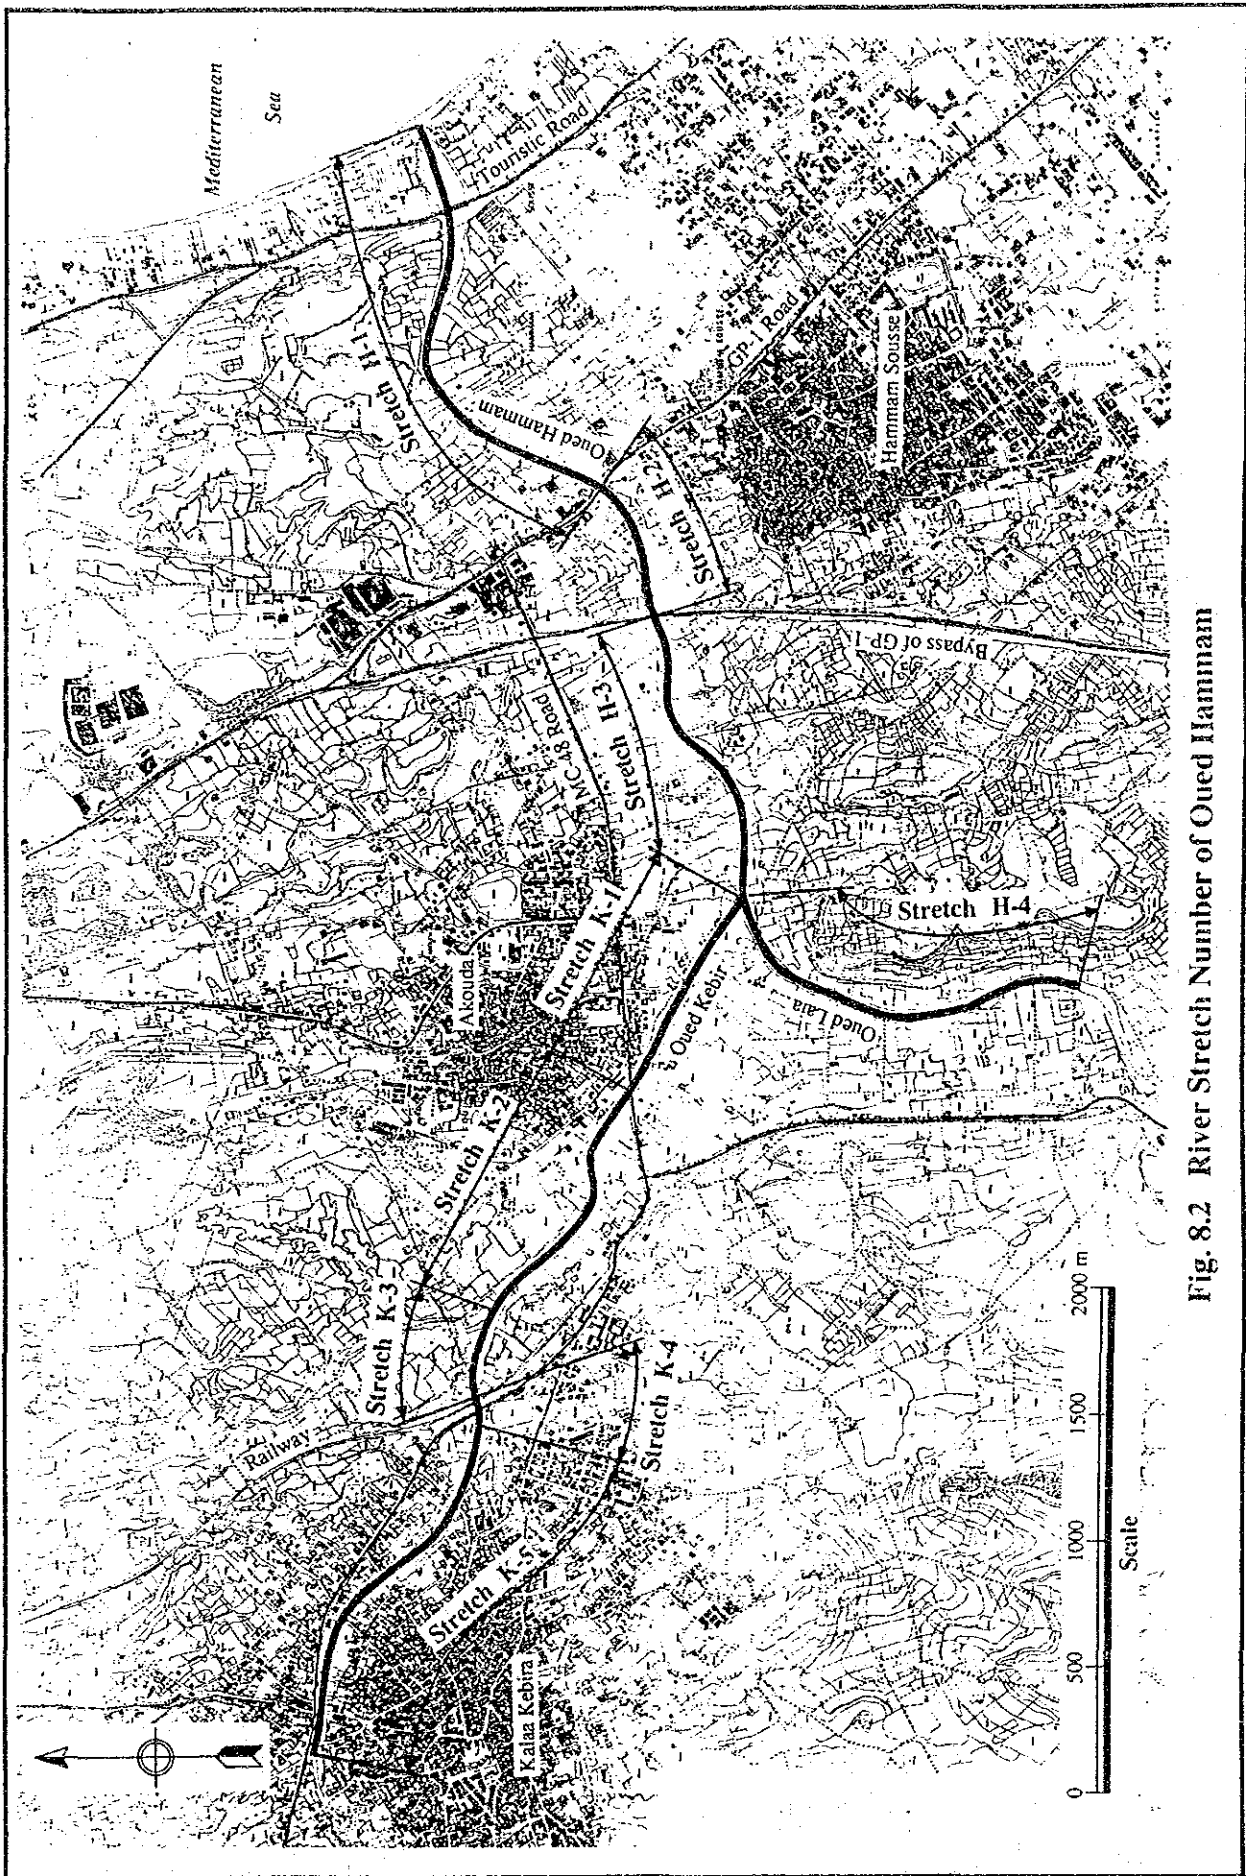 Mediterranean
Sea
Touristic Road
Stretch H-1
Oued Hammam
GP-1 Road
Hammam Sousse
Stretch H-2
Bypass of GP-1
Stretch H-3
MC 48 Road
Stretch H-4
Stretch K-1
Akouda
Oued Kebir
Oued Laia
Stretch K-2
Stretch K-3
Railway
Stretch K-4
Stretch K-5
Kalaa Kebira
0 500 1000 1500 2000 m
Scale
Fig. 8.2 River Stretch Number of Oued Hammam